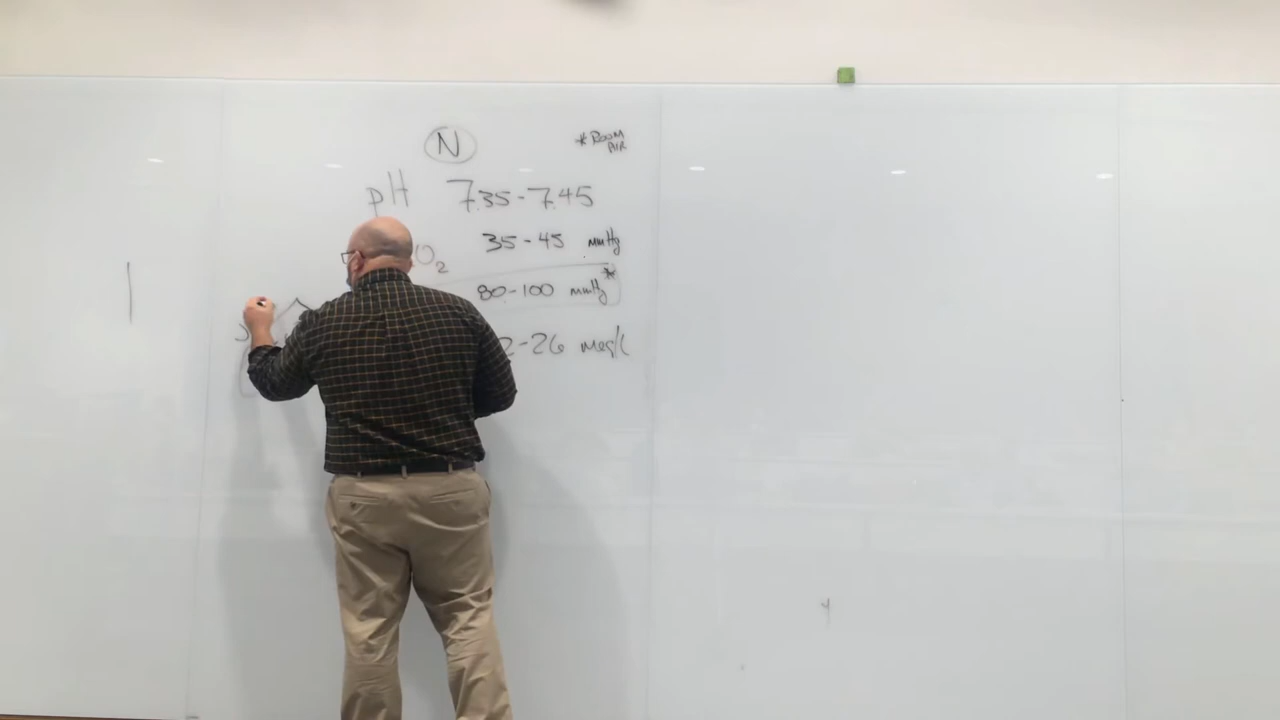 N
* ROOM AIR
pH 7.35-7.45
O2 35-45 mmHg
80-100 mmHg*
2-26 meq/L